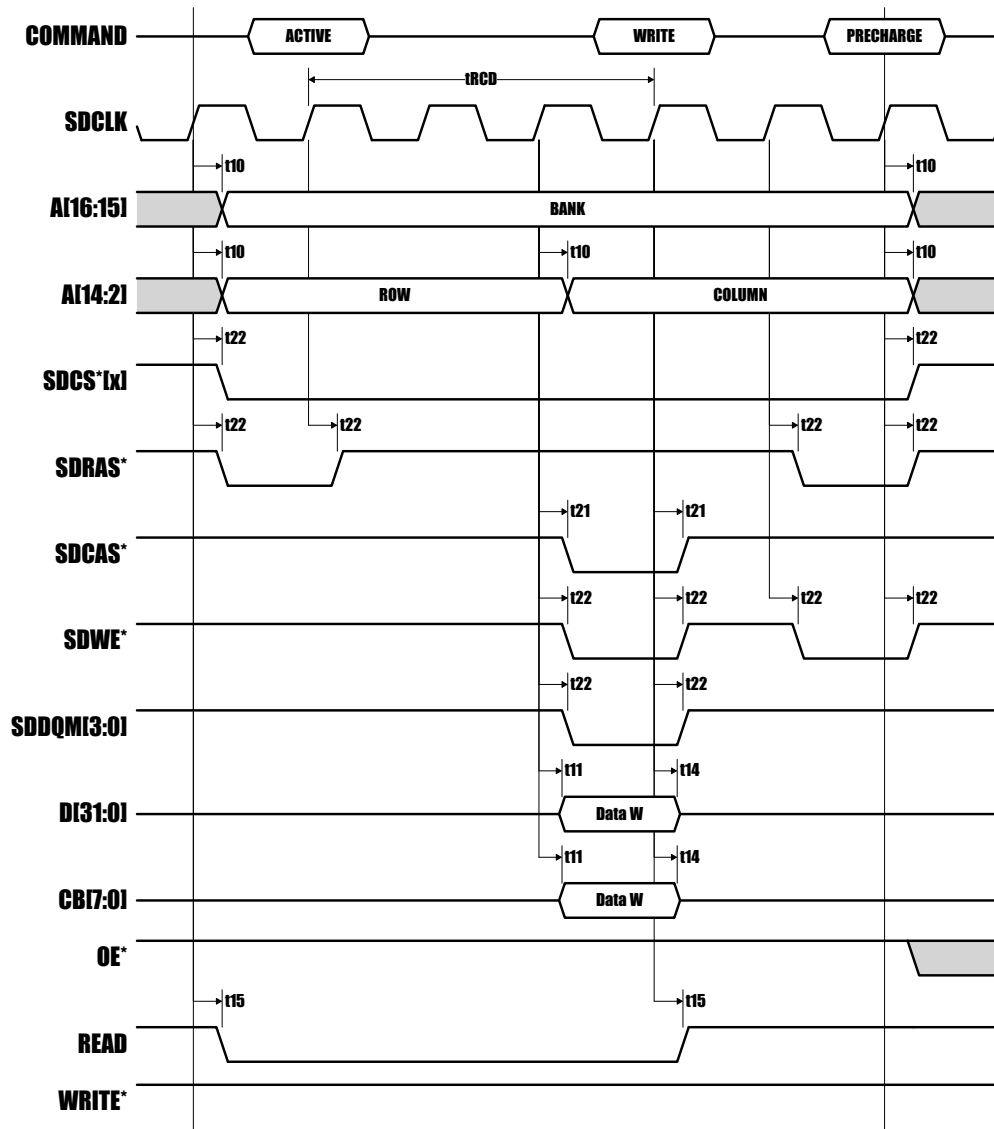 COMMAND ACTIVE WRITE PRECHARGE
tRCD
SDCLK
t10 t10
A[16:15] BANK
t10 t10 t10
A[14:2] ROW COLUMN
t22 t22
SDCS*[x]
t22 t22 t22 t22
SDRAS*
t21 t21
SDCAS*
t22 t22 t22 t22
SDWE*
t22 t22
SDDQM[3:0]
t11 t14
D[31:0] Data W
t11 t14
CB[7:0] Data W
OE*
t15 t15
READ
WRITE*